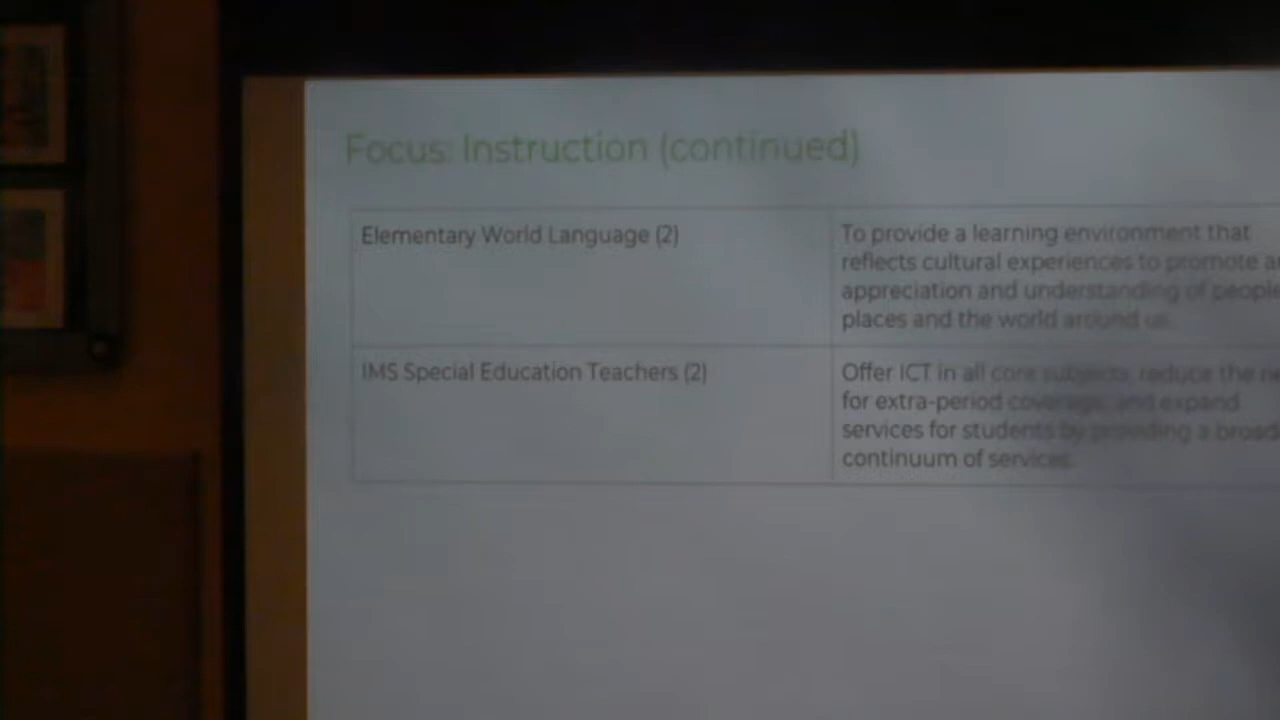 Focus: Instruction (continued)
Elementary World Language (2)
To provide a learning environment that
reflects cultural experiences to promote
appreciation and understanding of
places and the world around us.
IMS Special Education Teachers (2)
Offer ICT in all core subjects, reduce the
for extra-period coverage, and expand
services for students by providing a
continuum of services.